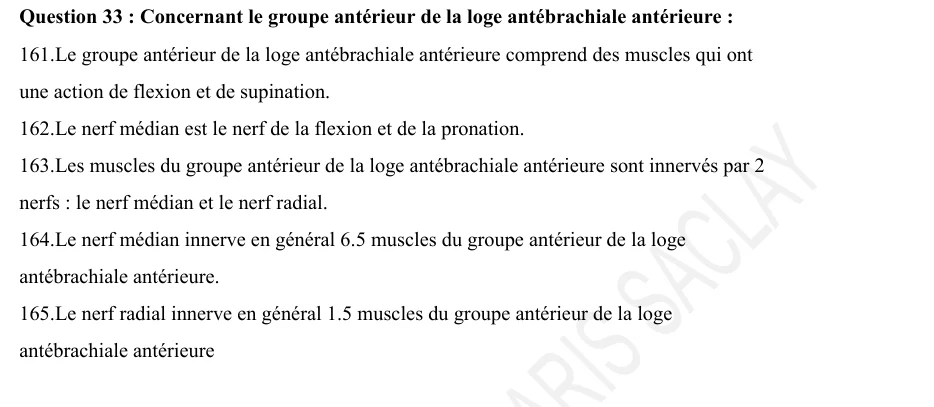 Question 33 : Concernant le groupe antérieur de la loge antébrachiale antérieure :
161.Le groupe antérieur de la loge antébrachiale antérieure comprend des muscles qui ont
une action de flexion et de supination.
162.Le nerf médian est le nerf de la flexion et de la pronation.
163.Les muscles du groupe antérieur de la loge antébrachiale antérieure sont innervés par 2
nerfs : le nerf médian et le nerf radial.
164.Le nerf médian innerve en général 6.5 muscles du groupe antérieur de la loge
antébrachiale antérieure.
165.Le nerf radial innerve en général 1.5 muscles du groupe antérieur de la loge
antébrachiale antérieure
ARIS SACLAY